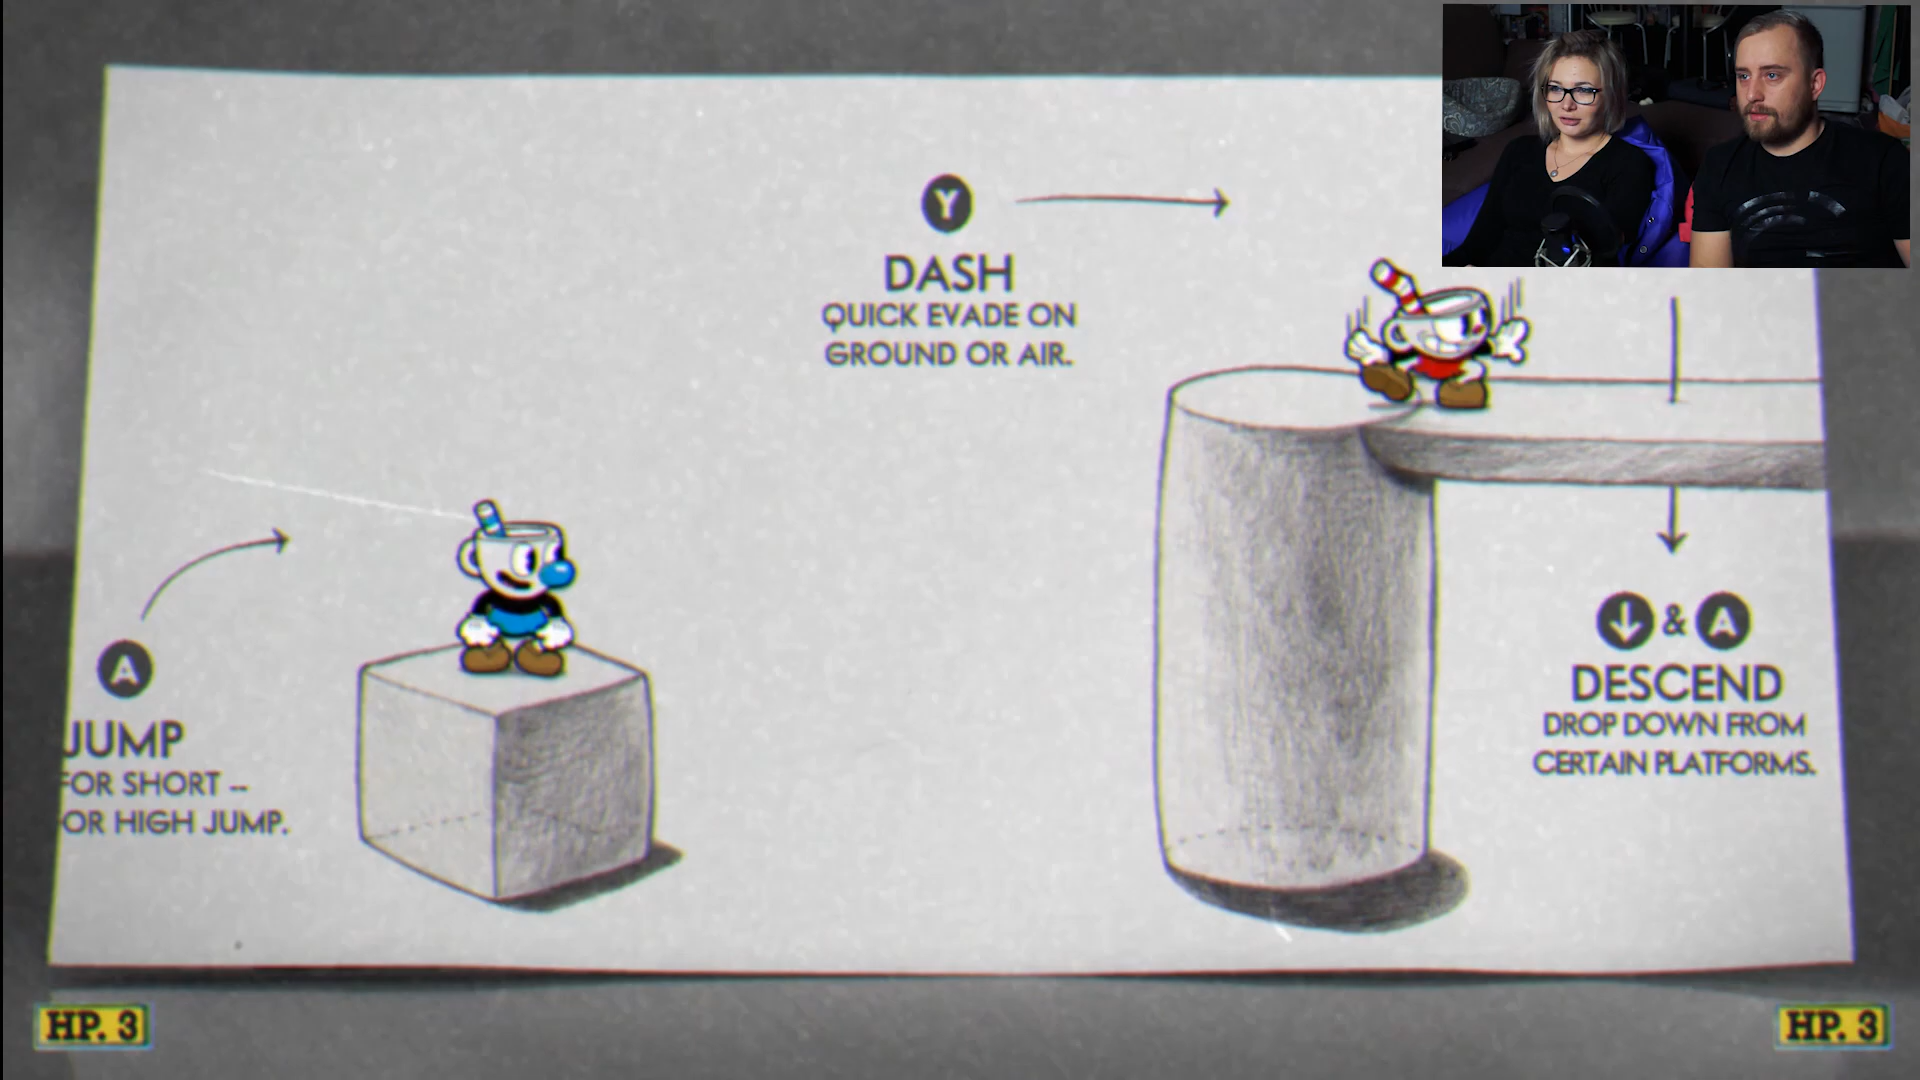 Y
DASH
QUICK EVADE ON
GROUND OR AIR.
A
JUMP
FOR SHORT --
OR HIGH JUMP.
↓ & A
DESCEND
DROP DOWN FROM
CERTAIN PLATFORMS.
HP. 3
HP. 3